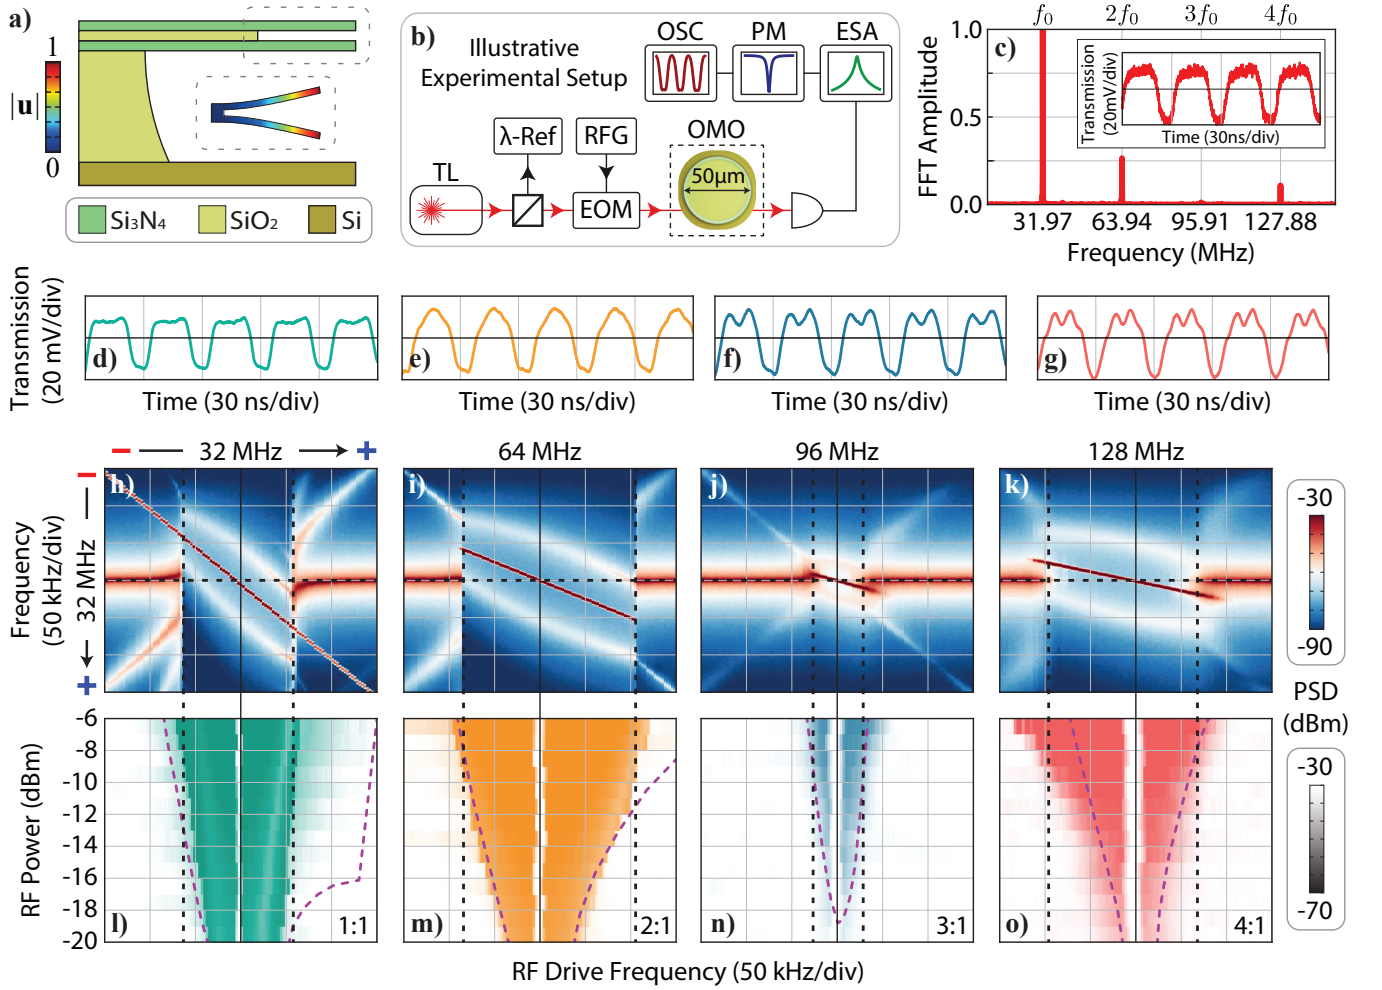 a)
1
|u|
0
Si₃N₄
SiO₂
Si
b)
Illustrative
Experimental Setup
OSC
PM
ESA
λ-Ref
RFG
OMO
TL
EOM
50μm
f₀
2f₀
3f₀
4f₀
c)
FFT Amplitude
1.0
0.5
0.0
Transmission
(20mV/div)
Time (30ns/div)
31.97
63.94
95.91
127.88
Frequency (MHz)
Transmission
(20 mV/div)
d)
e)
f)
g)
Time (30 ns/div)
Time (30 ns/div)
Time (30 ns/div)
Time (30 ns/div)
− 32 MHz +
64 MHz
96 MHz
128 MHz
Frequency
(50 kHz/div)
− 32 MHz +
h)
i)
j)
k)
-30
-90
PSD
(dBm)
-30
-70
RF Power (dBm)
-6
-8
-10
-12
-14
-16
-18
-20
l)
1:1
m)
2:1
n)
3:1
o)
4:1
RF Drive Frequency (50 kHz/div)